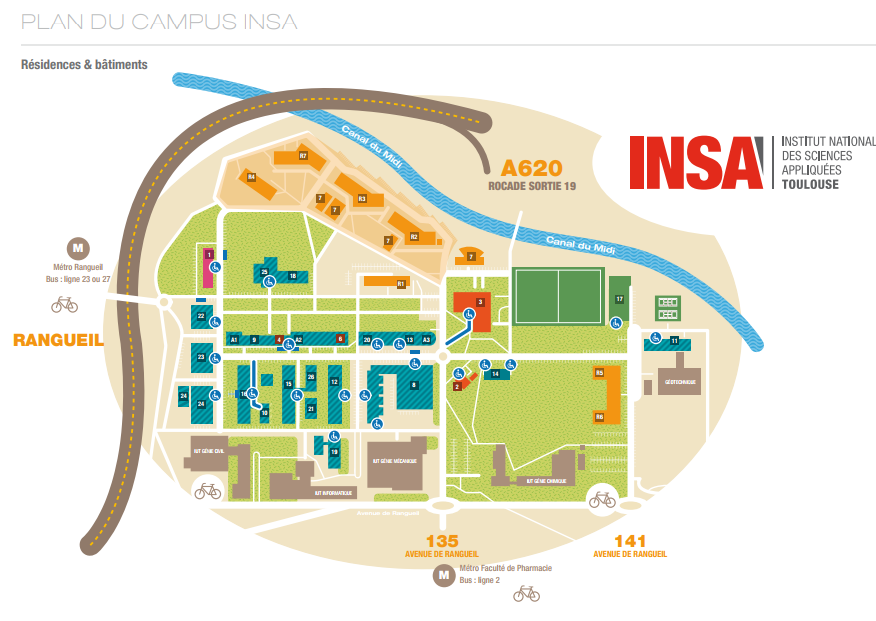 PLAN DU CAMPUS INSA
Résidences & bâtiments
INSA
INSTITUT NATIONAL
DES SCIENCES
APPLIQUÉES
TOULOUSE
Canal du Midi
A620
ROCADE SORTIE 19
Canal du Midi
M
Métro Rangueil
Bus : ligne 23 ou 27
RANGUEIL
R7
R4
R3
7
7
R2
7
7
R1
1
25
18
3
17
22
A1
9
4
A2
6
20
13
A3
11
23
24
24
16
10
15
26
21
12
8
2
14
R5
R6
GÉOTECHNIQUE
19
IUT GÉNIE CIVIL
IUT GÉNIE MÉCANIQUE
IUT INFORMATIQUE
IUT GÉNIE CHIMIQUE
Avenue de Rangueil
135
AVENUE DE RANGUEIL
141
AVENUE DE RANGUEIL
M
Métro Faculté de Pharmacie
Bus : ligne 2